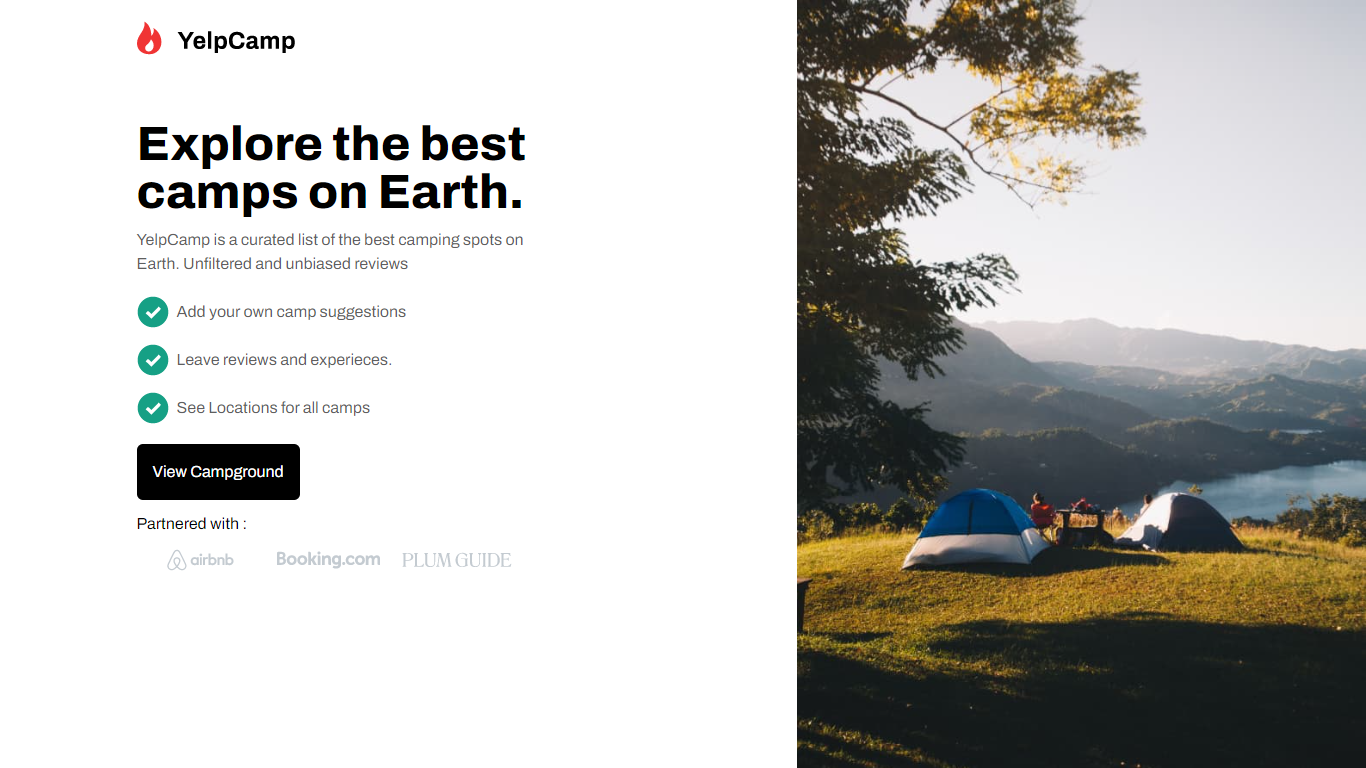 YelpCamp
Explore the best
camps on Earth.
YelpCamp is a curated list of the best camping spots on
Earth. Unfiltered and unbiased reviews
Add your own camp suggestions
Leave reviews and experieces.
See Locations for all camps
View Campground
Partnered with :
airbnb Booking.com PLUM GUIDE